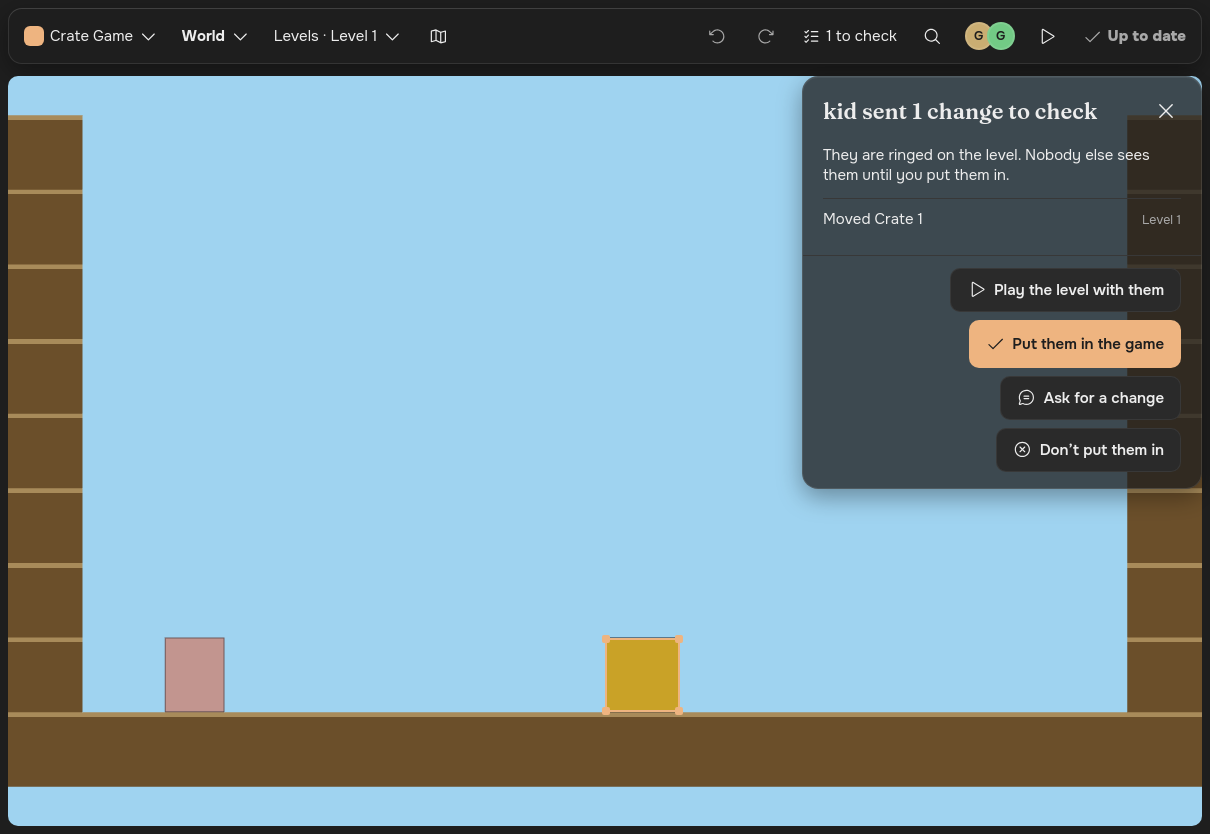 Crate Game
World
Levels · Level 1
1 to check
G
G
Up to date
kid sent 1 change to check
They are ringed on the level. Nobody else sees
them until you put them in.
Moved Crate 1
Level 1
Play the level with them
Put them in the game
Ask for a change
Don’t put them in